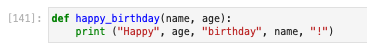 [141]: def happy_birthday(name, age):
    print ("Happy", age, "birthday", name, "!")